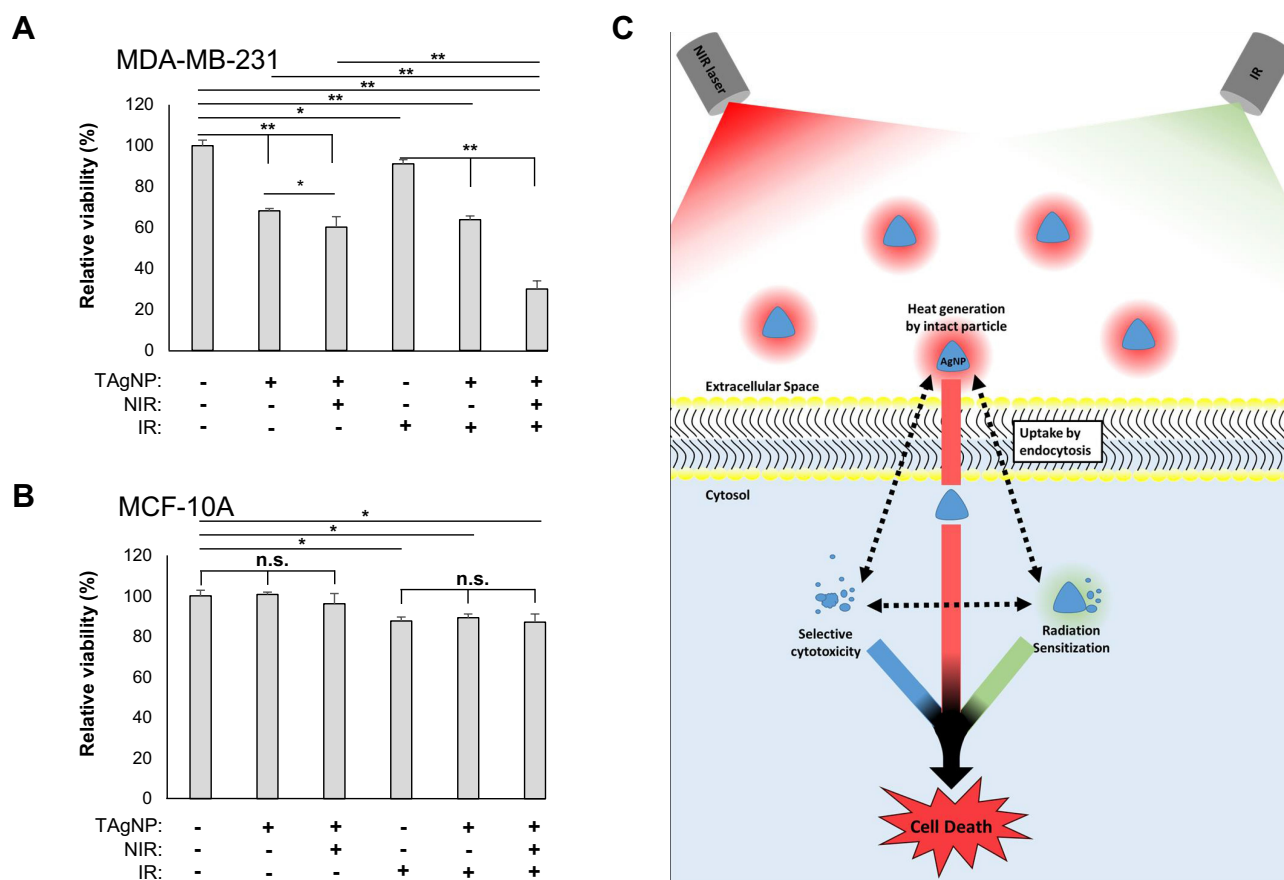 A
MDA-MB-231
**
**
**
**
*
**
**
*
Relative viability (%)
120
100
80
60
40
20
0
TAgNP: - + + - + +
NIR: - - + - - +
IR: - - - + + +
B
MCF-10A
*
*
*
n.s.
n.s.
Relative viability (%)
120
100
80
60
40
20
0
TAgNP: - + + - + +
NIR: - - + - - +
IR: - - - + + +
C
NIR laser
IR
Heat generation
by intact particle
AgNP
Extracellular Space
Uptake by
endocytosis
Cytosol
Selective
cytotoxicity
Radiation
Sensitization
Cell Death